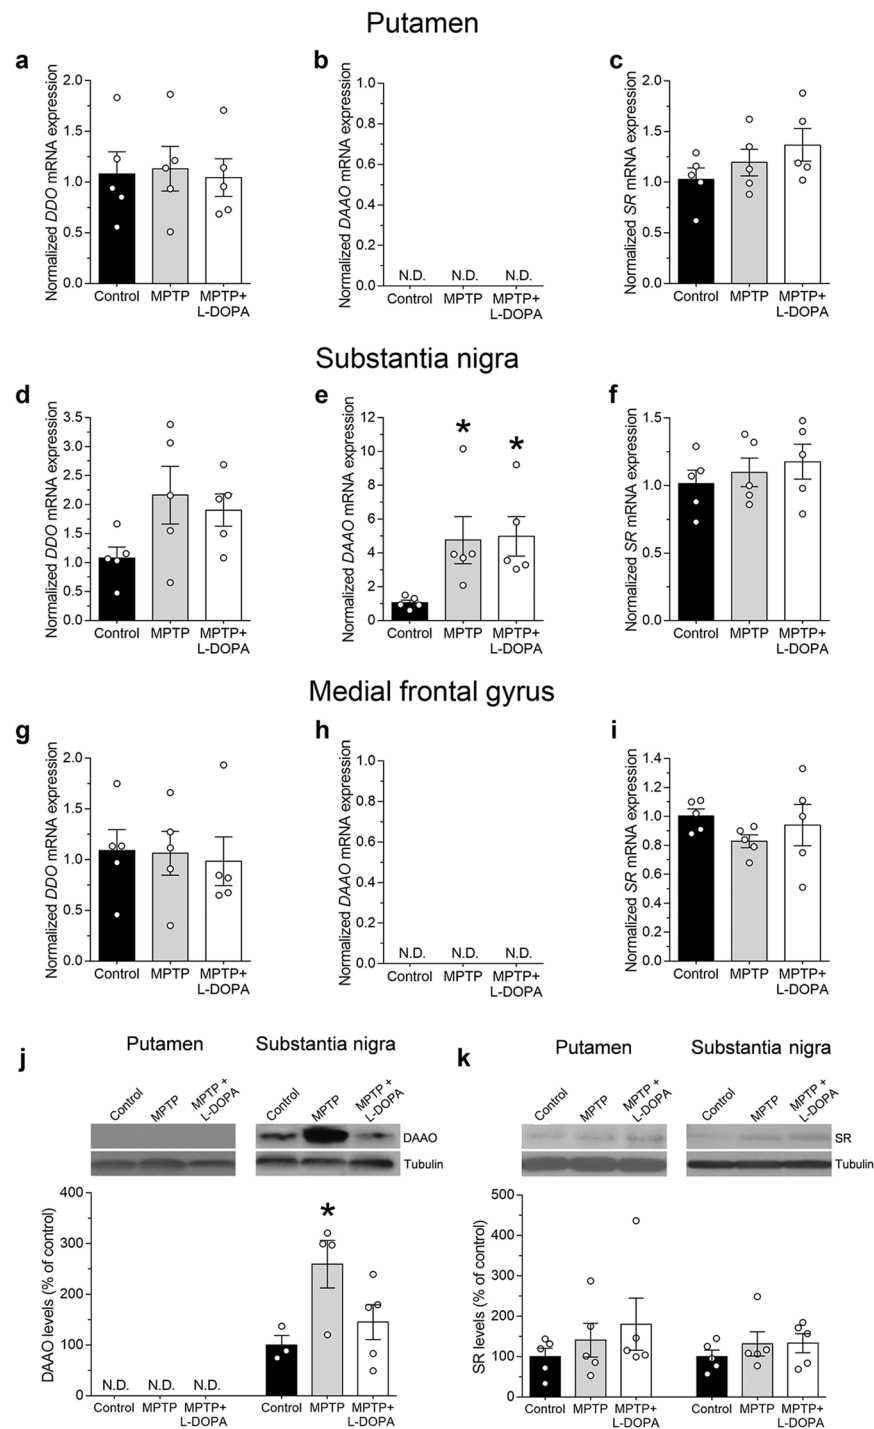 Putamen
a
b
c
Normalized DDO mRNA expression
2.0
1.5
1.0
0.5
0.0
Control
MPTP
MPTP+
L-DOPA
Normalized DAAO mRNA expression
1.0
0.8
0.6
0.4
0.2
0.0
N.D.
N.D.
N.D.
Control
MPTP
MPTP+
L-DOPA
Normalized SR mRNA expression
2.0
1.5
1.0
0.5
0.0
Control
MPTP
MPTP+
L-DOPA
Substantia nigra
d
e
f
Normalized DDO mRNA expression
3.5
3.0
2.5
2.0
1.5
1.0
0.5
0.0
Control
MPTP
MPTP+
L-DOPA
Normalized DAAO mRNA expression
12
10
8
6
4
2
0
*
*
Control
MPTP
MPTP+
L-DOPA
Normalized SR mRNA expression
1.5
1.0
0.5
0.0
Control
MPTP
MPTP+
L-DOPA
Medial frontal gyrus
g
h
i
Normalized DDO mRNA expression
2.0
1.5
1.0
0.5
0.0
Control
MPTP
MPTP+
L-DOPA
Normalized DAAO mRNA expression
1.0
0.8
0.6
0.4
0.2
0.0
N.D.
N.D.
N.D.
Control
MPTP
MPTP+
L-DOPA
Normalized SR mRNA expression
1.4
1.2
1.0
0.8
0.6
0.4
0.2
0.0
Control
MPTP
MPTP+
L-DOPA
j
Putamen
Substantia nigra
Control
MPTP
MPTP+
L-DOPA
Control
MPTP
MPTP+
L-DOPA
DAAO
Tubulin
DAAO levels (% of control)
400
300
200
100
0
N.D.
N.D.
N.D.
*
Control
MPTP
MPTP+
L-DOPA
Control
MPTP
MPTP+
L-DOPA
k
Putamen
Substantia nigra
Control
MPTP
MPTP+
L-DOPA
Control
MPTP
MPTP+
L-DOPA
SR
Tubulin
SR levels (% of control)
500
400
300
200
150
100
50
0
Control
MPTP
MPTP+
L-DOPA
Control
MPTP
MPTP+
L-DOPA